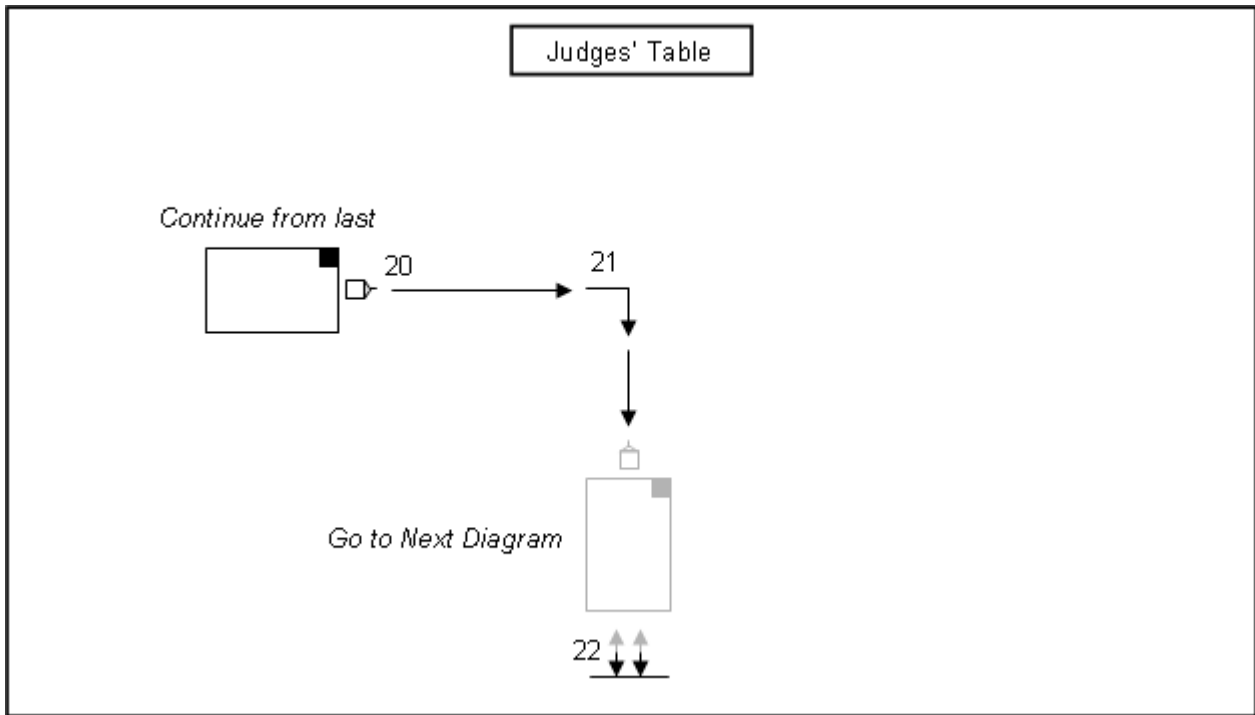 Judges' Table
Continue from last
20
21
Go to Next Diagram
22